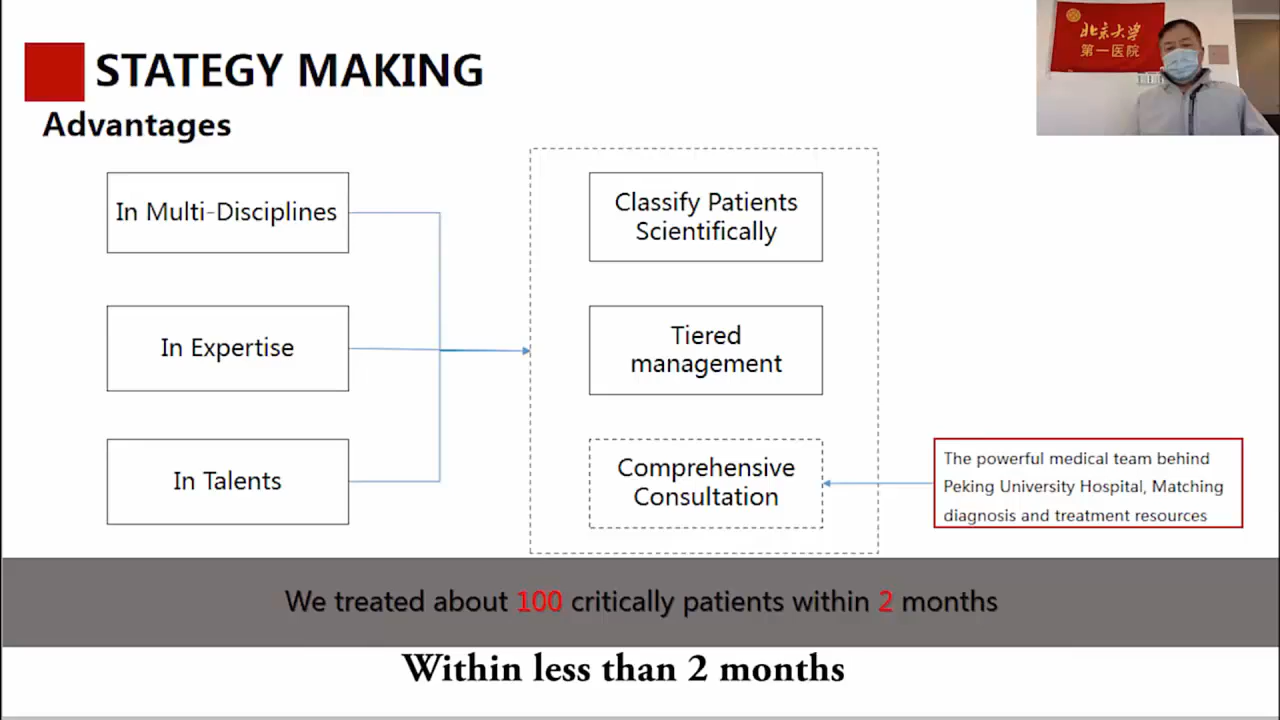 STATEGY MAKING
Advantages
北京大学
第一医院
In Multi-Disciplines
In Expertise
In Talents
Classify Patients
Scientifically
Tiered
management
Comprehensive
Consultation
The powerful medical team behind
Peking University Hospital, Matching
diagnosis and treatment resources
We treated about 100 critically patients within 2 months
Within less than 2 months